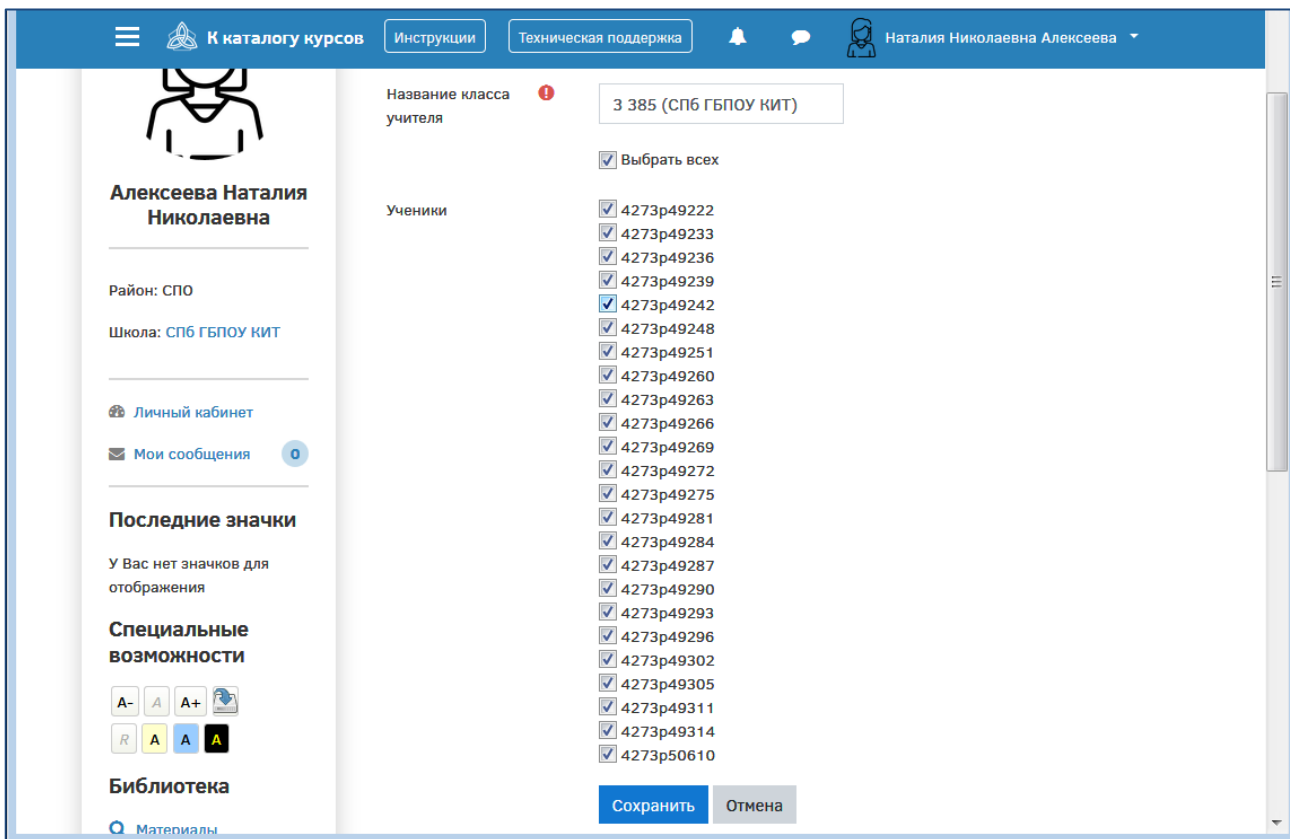 К каталогу курсов Инструкции Техническая поддержка Наталия Николаевна Алексеева
Алексеева Наталия
Николаевна
Район: СПО
Школа: СПб ГБПОУ КИТ
Личный кабинет
Мои сообщения 0
Последние значки
У Вас нет значков для
отображения
Специальные
возможности
A- A A+
R A A A
Библиотека
Материалы
Название класса
учителя
3 385 (СПб ГБПОУ КИТ)
Выбрать всех
Ученики
4273p49222
4273p49233
4273p49236
4273p49239
4273p49242
4273p49248
4273p49251
4273p49260
4273p49263
4273p49266
4273p49269
4273p49272
4273p49275
4273p49281
4273p49284
4273p49287
4273p49290
4273p49293
4273p49296
4273p49302
4273p49305
4273p49311
4273p49314
4273p50610
Сохранить Отмена